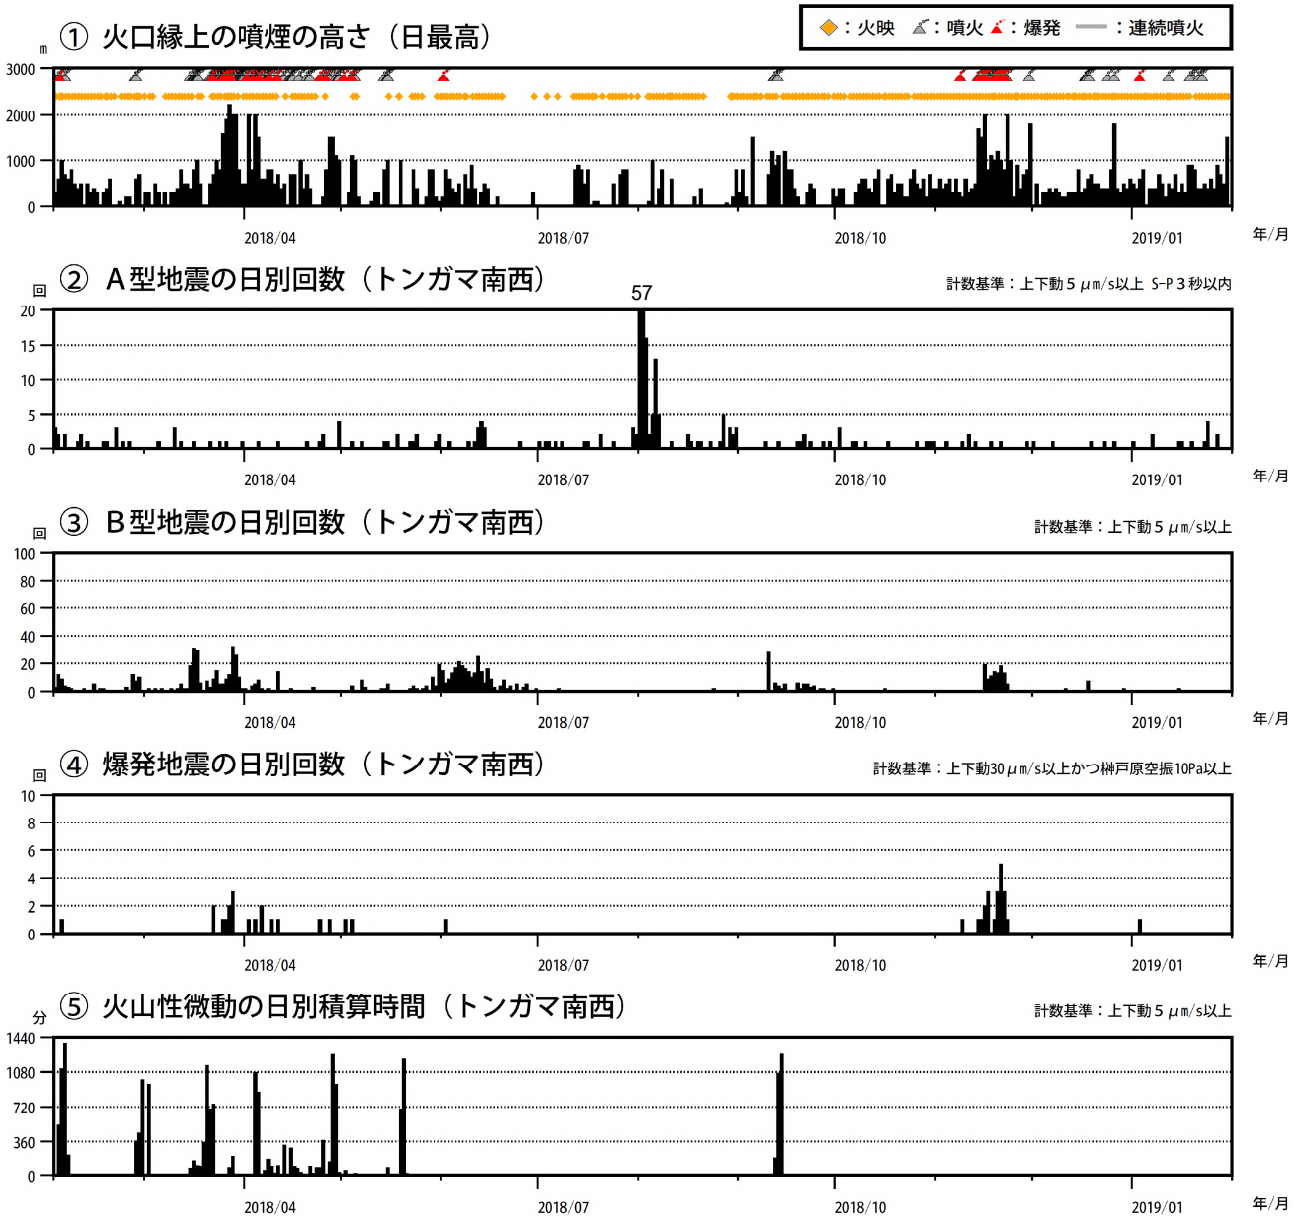 ◆：火映　：噴火　：爆発　：連続噴火
① 火口縁上の噴煙の高さ（日最高）
m
3000
2000
1000
0
2018/04 2018/07 2018/10 2019/01 年/月
② A型地震の日別回数（トンガマ南西）
計数基準：上下動５μm/s以上 S-P３秒以内
回
57
20
15
10
5
0
2018/04 2018/07 2018/10 2019/01 年/月
③ B型地震の日別回数（トンガマ南西）
計数基準：上下動５μm/s以上
回
100
80
60
40
20
0
2018/04 2018/07 2018/10 2019/01 年/月
④ 爆発地震の日別回数（トンガマ南西）
計数基準：上下動30μm/s以上かつ榊戸原空振10Pa以上
回
10
8
6
4
2
0
2018/04 2018/07 2018/10 2019/01 年/月
⑤ 火山性微動の日別積算時間（トンガマ南西）
計数基準：上下動５μm/s以上
分
1440
1080
720
360
0
2018/04 2018/07 2018/10 2019/01 年/月